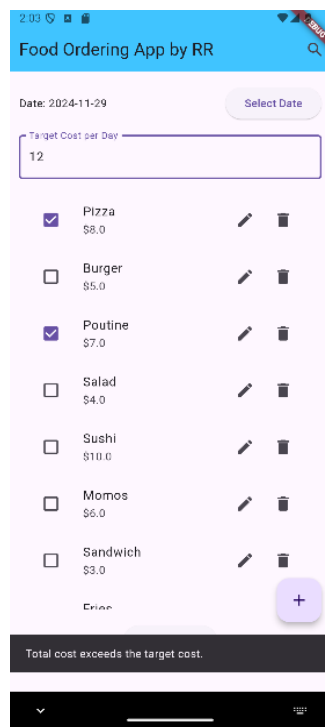 2:03
Food Ordering App by RR
Date: 2024-11-29
Select Date
Target Cost per Day
12
Pizza
$8.0
Burger
$5.0
Poutine
$7.0
Salad
$4.0
Sushi
$10.0
Momos
$6.0
Sandwich
$3.0
Fries
Total cost exceeds the target cost.